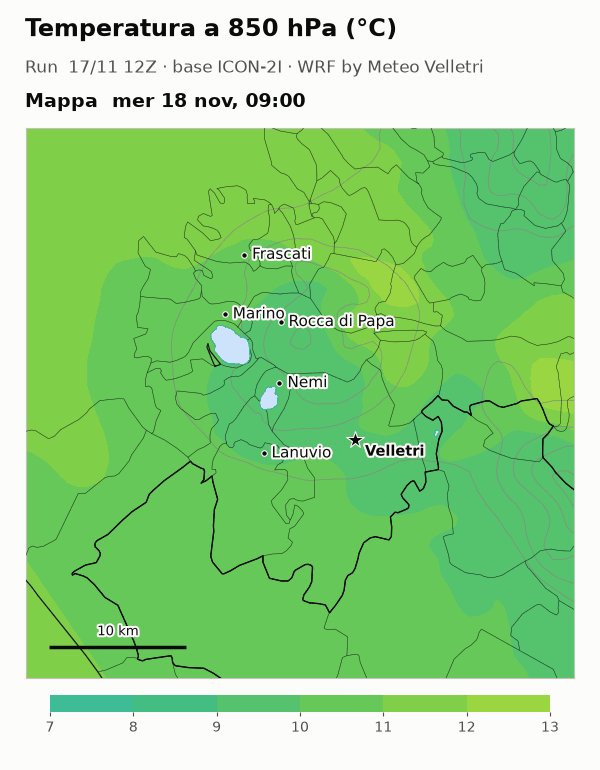 Temperatura a 850 hPa (°C)
Run  17/11 12Z · base ICON-2I · WRF by Meteo Velletri
Mappa  mer 18 nov, 09:00
Frascati
Marino
Rocca di Papa
Nemi
Velletri
Lanuvio
10 km
7 8 9 10 11 12 13